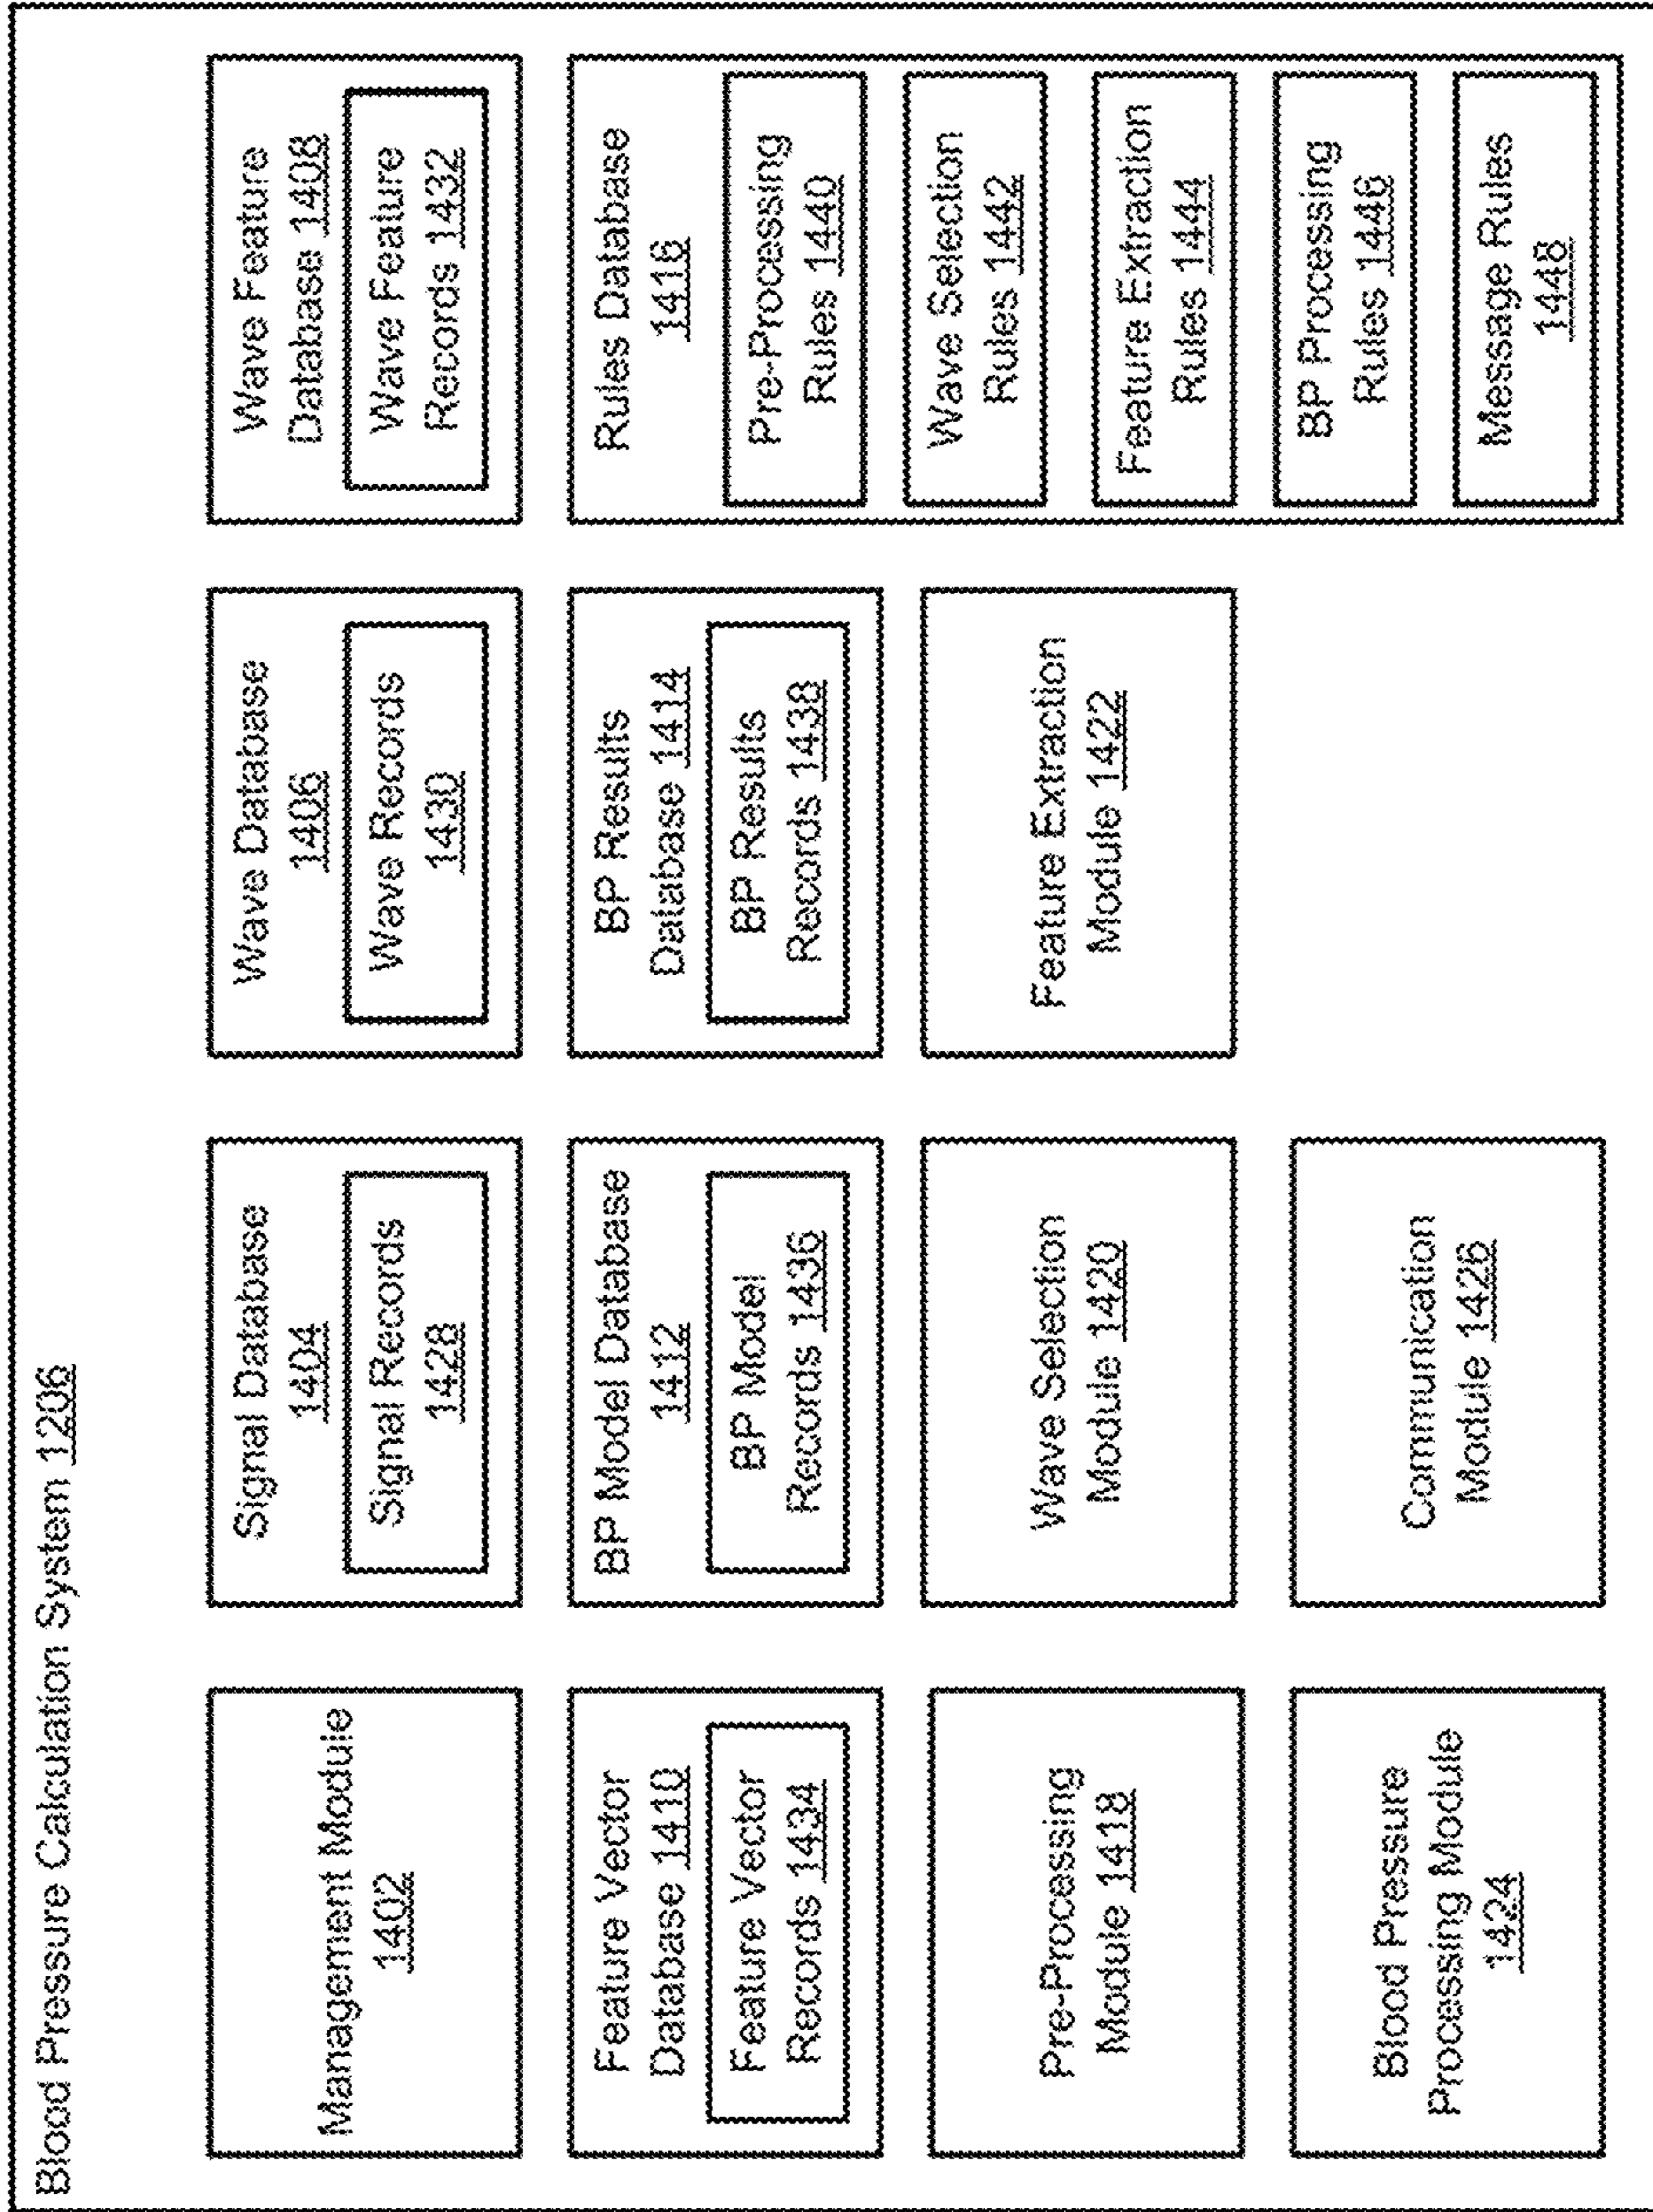 Blood Pressure Calculation System 1206
Management Module
1402
Signal Database
1404
Signal Records
1428
Wave Database
1406
Wave Records
1430
Wave Feature
Database 1408
Wave Feature
Records 1432
Feature Vector
Database 1410
Feature Vector
Records 1434
BP Model Database
1412
BP Model
Records 1436
BP Results
Database 1414
BP Results
Records 1438
Rules Database
1416
Pre-Processing
Rules 1440
Wave Selection
Rules 1442
Feature Extraction
Rules 1444
BP Processing
Rules 1446
Message Rules
1448
Pre-Processing
Module 1418
Wave Selection
Module 1420
Feature Extraction
Module 1422
Blood Pressure
Processing Module
1424
Communication
Module 1426